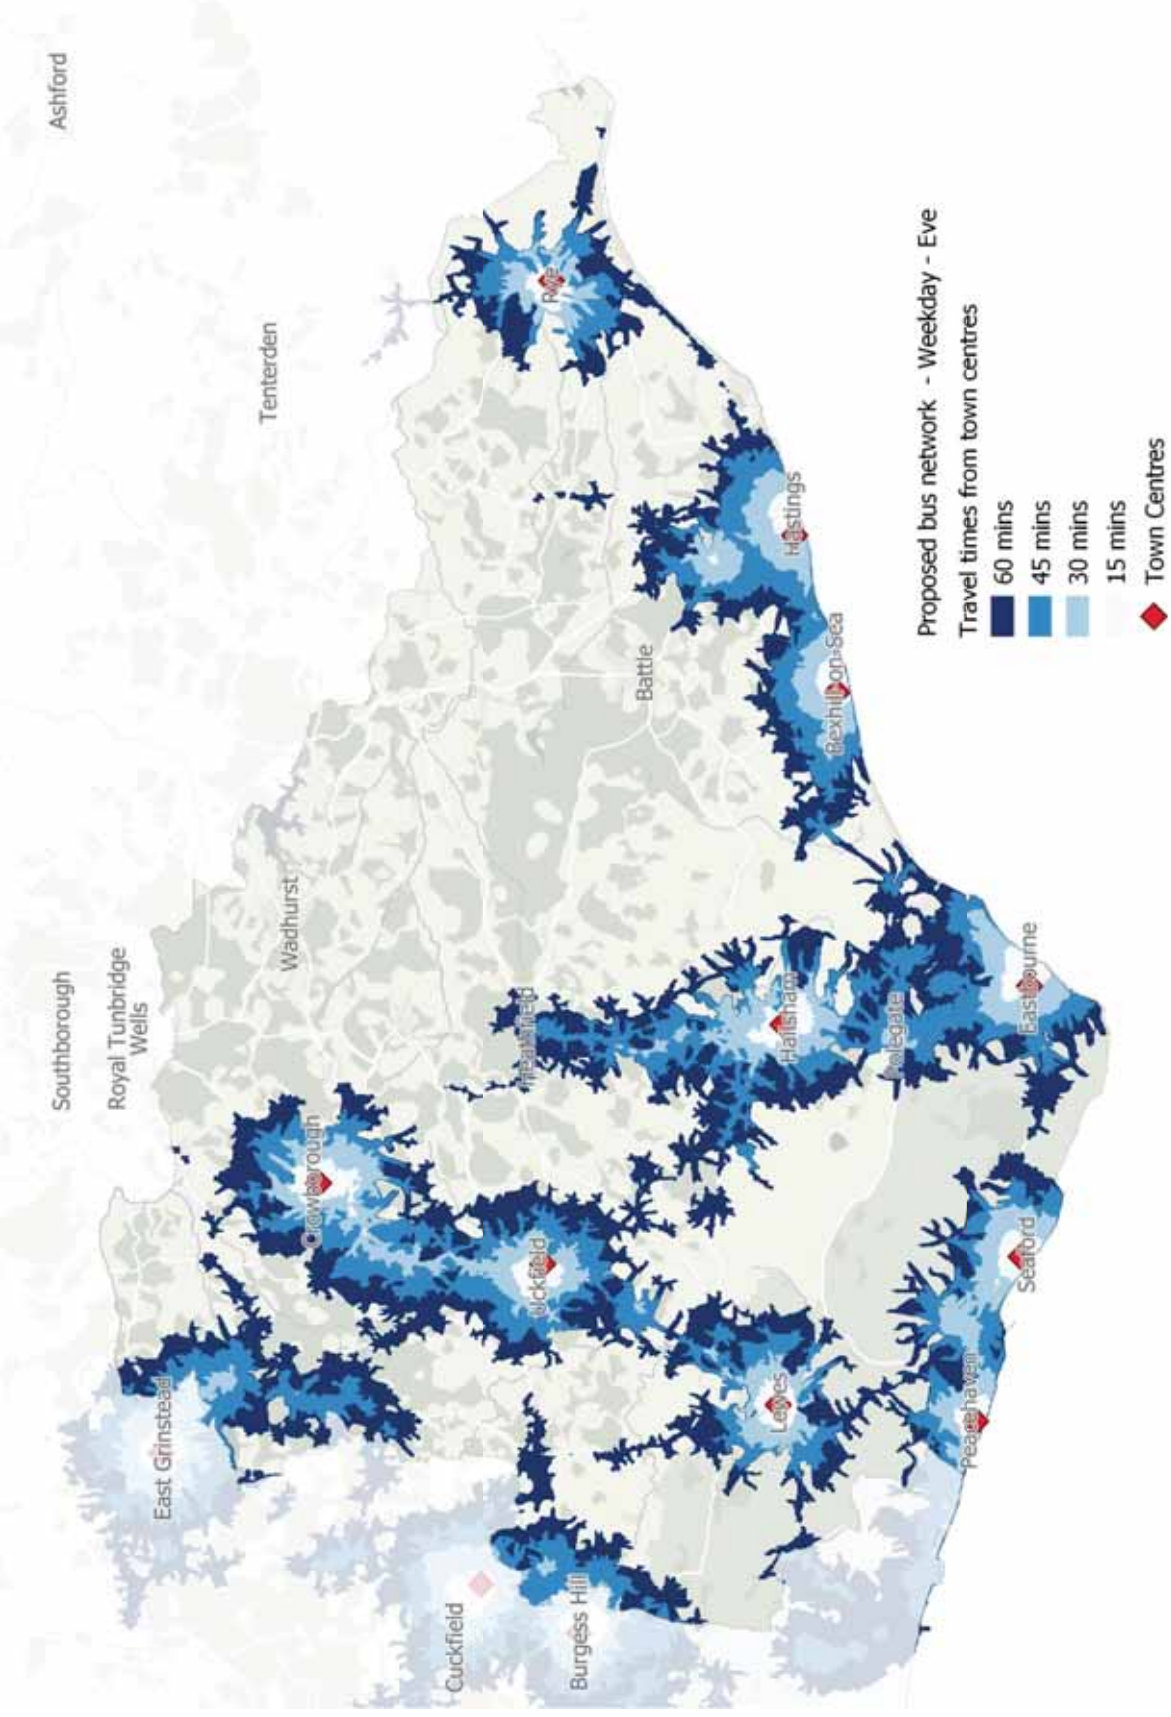 Ashford
Tenterden
Southborough
Royal Tunbridge
Wells
Wadhurst
Rye
Hastings
Battle
Bexhill-on-Sea
Heathfield
Hailsham
Polegate
Eastbourne
Crowborough
Uckfield
Seaford
Lewes
Peacehaven
East Grinstead
Cuckfield
Burgess Hill
Proposed bus network - Weekday - Eve
Travel times from town centres
60 mins
45 mins
30 mins
15 mins
Town Centres